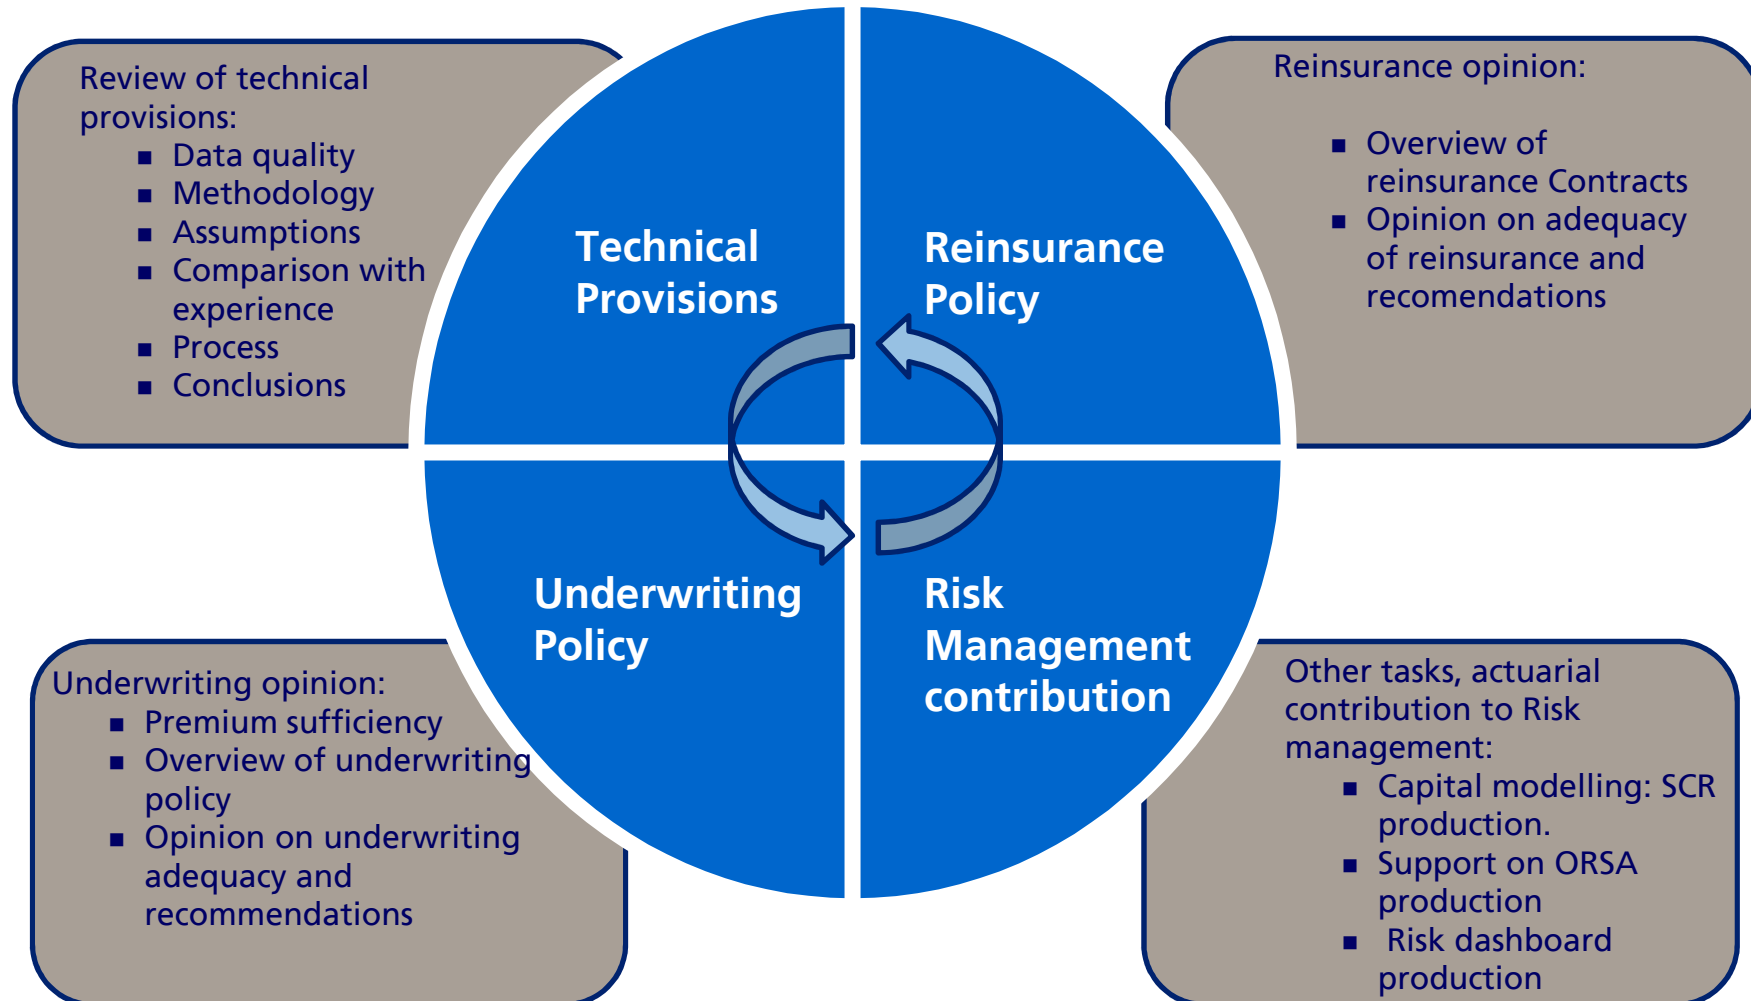 Review of technical
provisions:
■ Data quality
■ Methodology
■ Assumptions
■ Comparison with
experience
■ Process
■ Conclusions
Technical
Provisions
Reinsurance
Policy
Reinsurance opinion:
■ Overview of
reinsurance Contracts
■ Opinion on adequacy
of reinsurance and
recomendations
Underwriting opinion:
■ Premium sufficiency
■ Overview of underwriting
policy
■ Opinion on underwriting
adequacy and
recommendations
Underwriting
Policy
Risk
Management
contribution
Other tasks, actuarial
contribution to Risk
management:
■ Capital modelling: SCR
production.
■ Support on ORSA
production
■ Risk dashboard
production